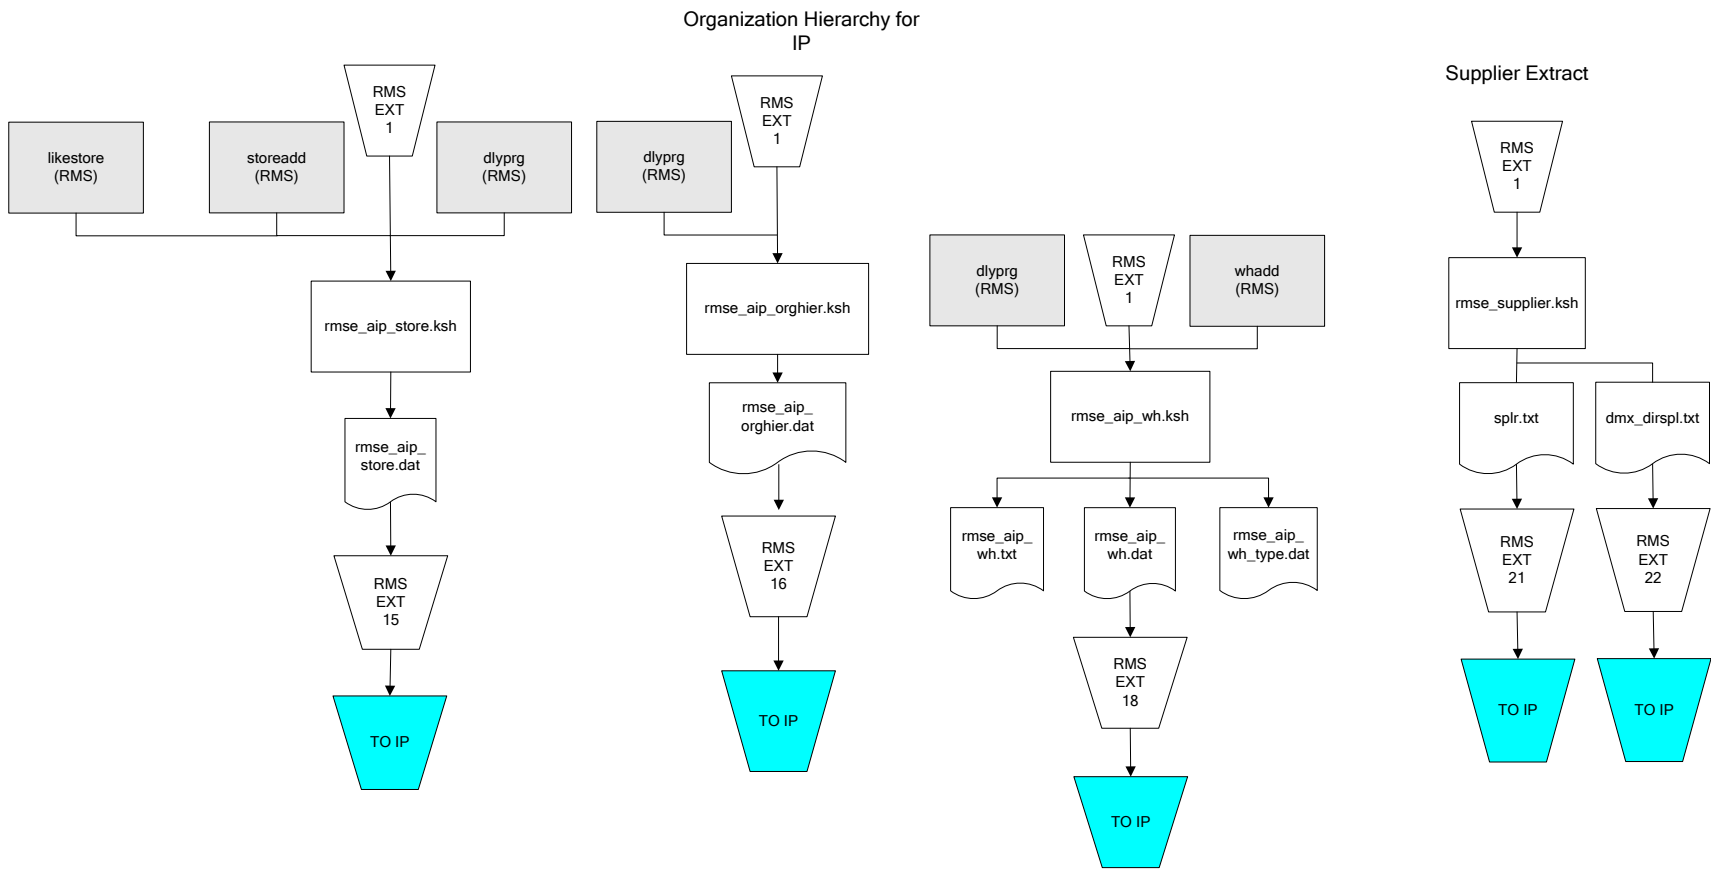 Organization Hierarchy for
IP
Supplier Extract
likestore
(RMS)
storeadd
(RMS)
RMS
EXT
1
dlyprg
(RMS)
rmse_aip_store.ksh
rmse_aip_
store.dat
RMS
EXT
15
TO IP
dlyprg
(RMS)
RMS
EXT
1
rmse_aip_orghier.ksh
rmse_aip_
orghier.dat
RMS
EXT
16
TO IP
dlyprg
(RMS)
RMS
EXT
1
whadd
(RMS)
rmse_aip_wh.ksh
rmse_aip_
wh.txt
rmse_aip_
wh.dat
rmse_aip_
wh_type.dat
RMS
EXT
18
TO IP
RMS
EXT
1
rmse_supplier.ksh
splr.txt
dmx_dirspl.txt
RMS
EXT
21
RMS
EXT
22
TO IP
TO IP